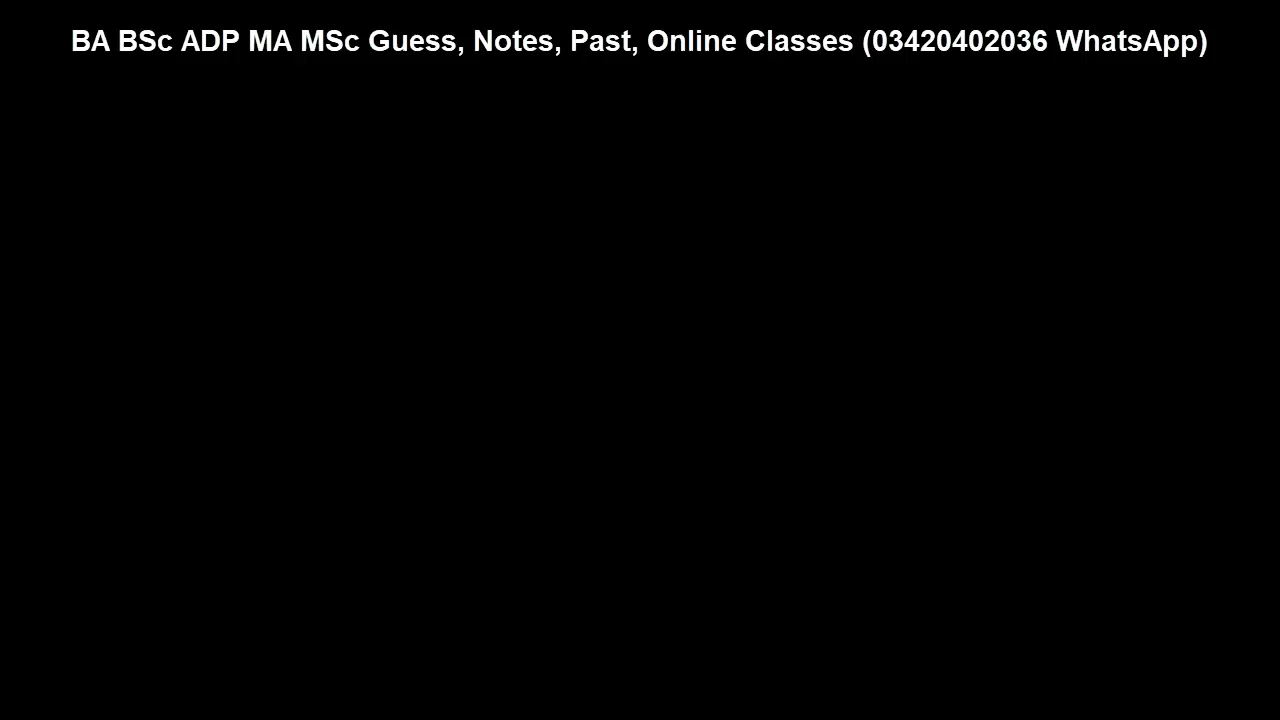 BA BSc ADP MA MSc Guess, Notes, Past, Online Classes (03420402036 WhatsApp)